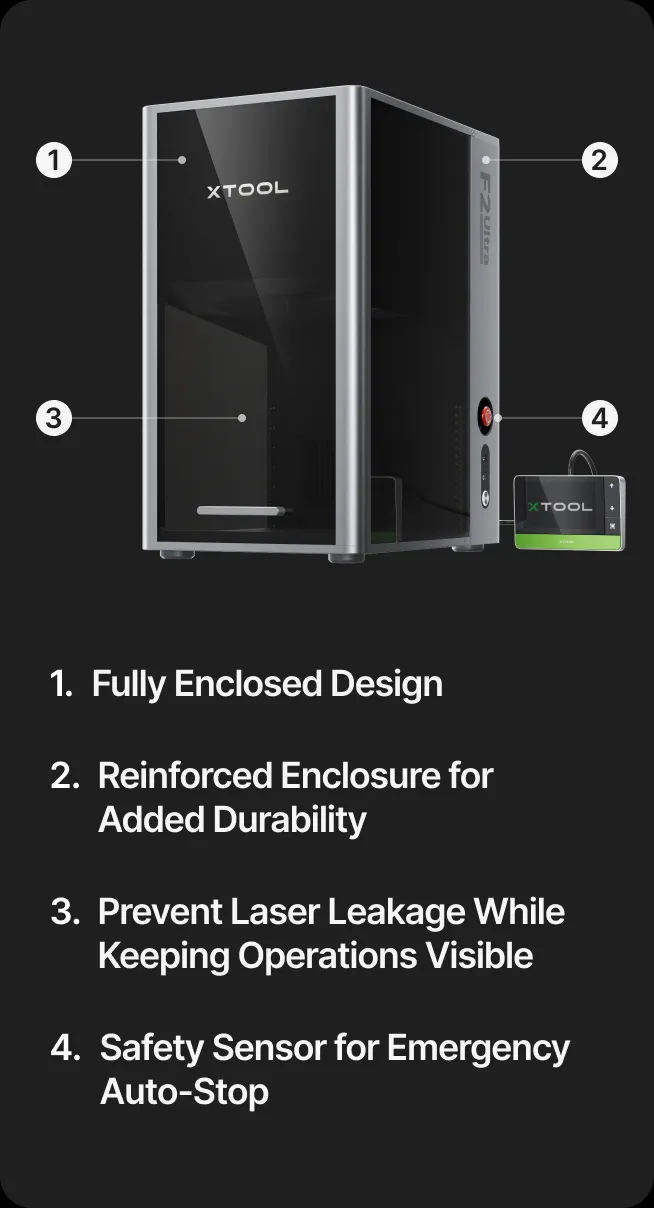 1
2
XTOOL
F2 Ultra
3
4
XTOOL
1. Fully Enclosed Design
2. Reinforced Enclosure for
Added Durability
3. Prevent Laser Leakage While
Keeping Operations Visible
4. Safety Sensor for Emergency
Auto-Stop